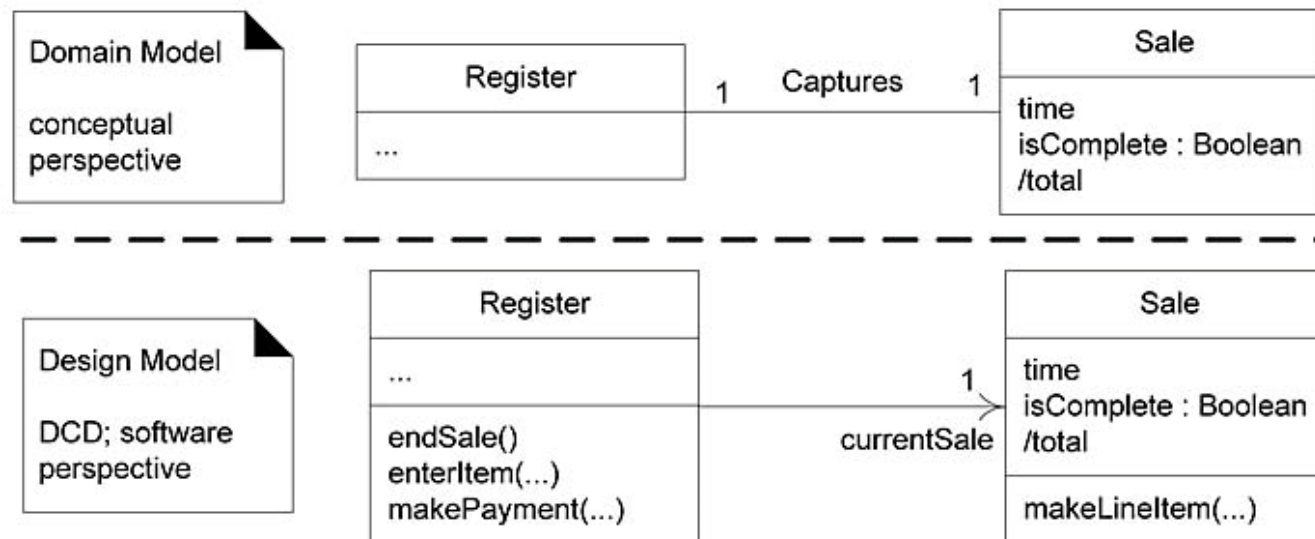 Domain Model
conceptual
perspective
Register
...
1 Captures 1
Sale
time
isComplete : Boolean
/total
Design Model
DCD; software
perspective
Register
...
endSale()
enterItem(...)
makePayment(...)
1
currentSale
Sale
time
isComplete : Boolean
/total
makeLineItem(...)